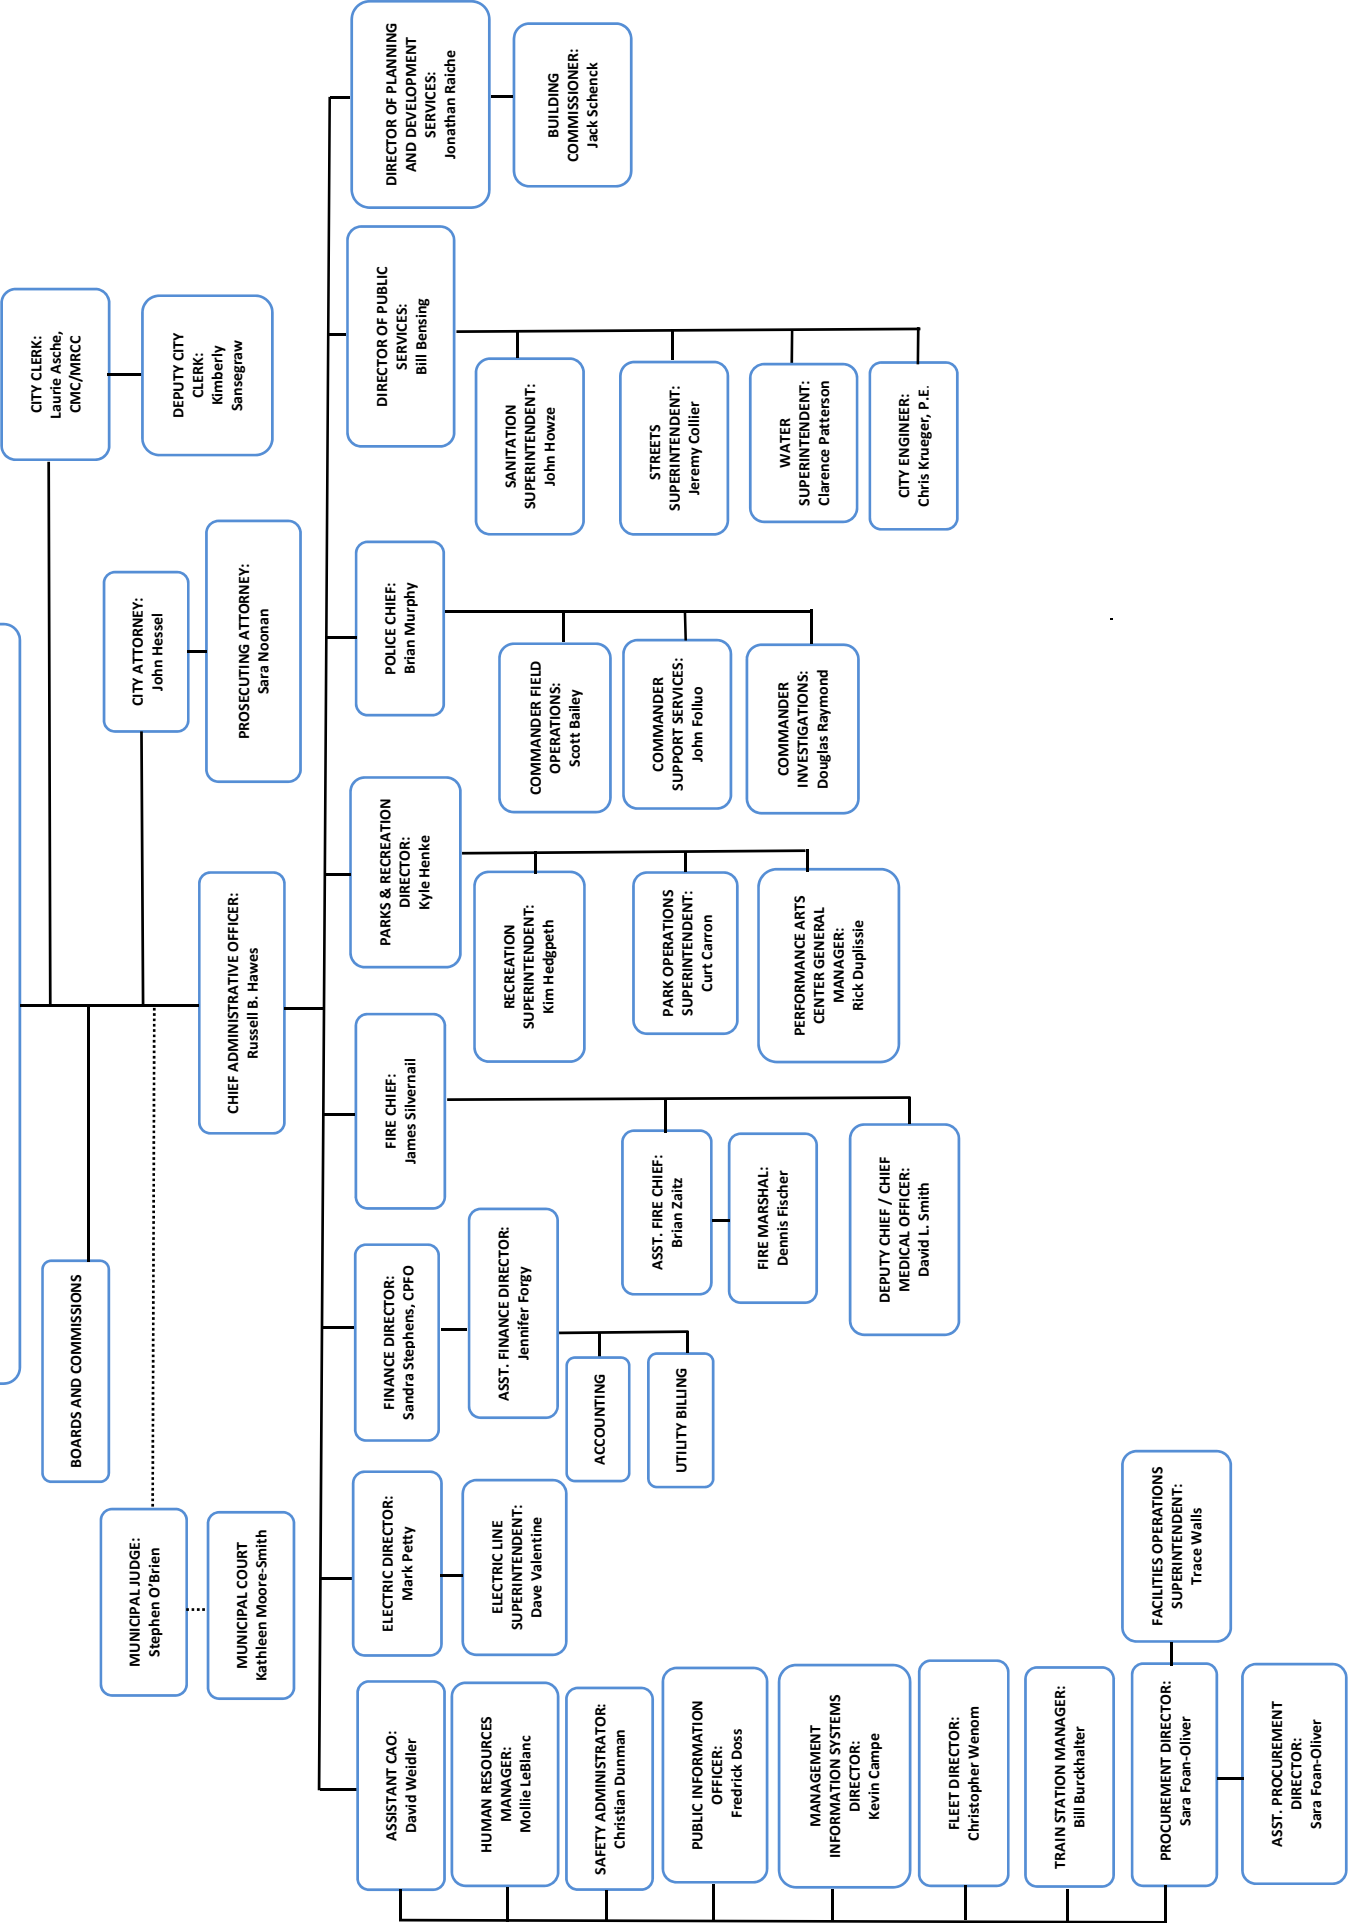 CITY CLERK:
Laurie Asche,
CMC/MRCC
DEPUTY CITY
CLERK:
Kimberly
Sansegraw
CITY ATTORNEY:
John Hessel
PROSECUTING ATTORNEY:
Sara Noonan
BOARDS AND COMMISSIONS
MUNICIPAL JUDGE:
Stephen O’Brien
MUNICIPAL COURT
Kathleen Moore-Smith
CHIEF ADMINISTRATIVE OFFICER:
Russell B. Hawes
ASSISTANT CAO:
David Weidler
HUMAN RESOURCES
MANAGER:
Mollie LeBlanc
SAFETY ADMINISTRATOR:
Christian Dunman
PUBLIC INFORMATION
OFFICER:
Fredrick Doss
MANAGEMENT
INFORMATION SYSTEMS
DIRECTOR:
Kevin Campe
FLEET DIRECTOR:
Christopher Wenom
TRAIN STATION MANAGER:
Bill Burckhalter
PROCUREMENT DIRECTOR:
Sara Foan-Oliver
FACILITIES OPERATIONS
SUPERINTENDENT:
Trace Walls
ASST. PROCUREMENT
DIRECTOR:
Sara Foan-Oliver
ELECTRIC DIRECTOR:
Mark Petty
ELECTRIC LINE
SUPERINTENDENT:
Dave Valentine
FINANCE DIRECTOR:
Sandra Stephens, CPFO
ASST. FINANCE DIRECTOR:
Jennifer Forgy
ACCOUNTING
UTILITY BILLING
FIRE CHIEF:
James Silvernail
ASST. FIRE CHIEF:
Brian Zaitz
FIRE MARSHAL:
Dennis Fischer
DEPUTY CHIEF / CHIEF
MEDICAL OFFICER:
David L. Smith
PARKS & RECREATION
DIRECTOR:
Kyle Henke
RECREATION
SUPERINTENDENT:
Kim Hedgpeth
PARK OPERATIONS
SUPERINTENDENT:
Curt Carron
PERFORMANCE ARTS
CENTER GENERAL
MANAGER:
Rick Duplissie
POLICE CHIEF:
Brian Murphy
COMMANDER FIELD
OPERATIONS:
Scott Bailey
COMMANDER
SUPPORT SERVICES:
John Folluo
COMMANDER
INVESTIGATIONS:
Douglas Raymond
DIRECTOR OF PUBLIC
SERVICES:
Bill Bensing
SANITATION
SUPERINTENDENT:
John Howze
STREETS
SUPERINTENDENT:
Jeremy Collier
WATER
SUPERINTENDENT:
Clarence Patterson
CITY ENGINEER:
Chris Krueger, P.E.
DIRECTOR OF PLANNING
AND DEVELOPMENT
SERVICES:
Jonathan Raiche
BUILDING
COMMISSIONER:
Jack Schenck